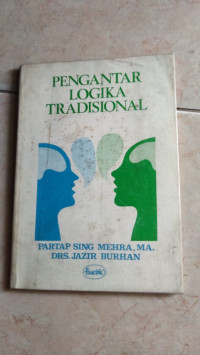 PENGANTAR
LOGIKA
TRADISIONAL
PARTAP SING MEHRA, MA.
DRS. JAZIR BURHAN